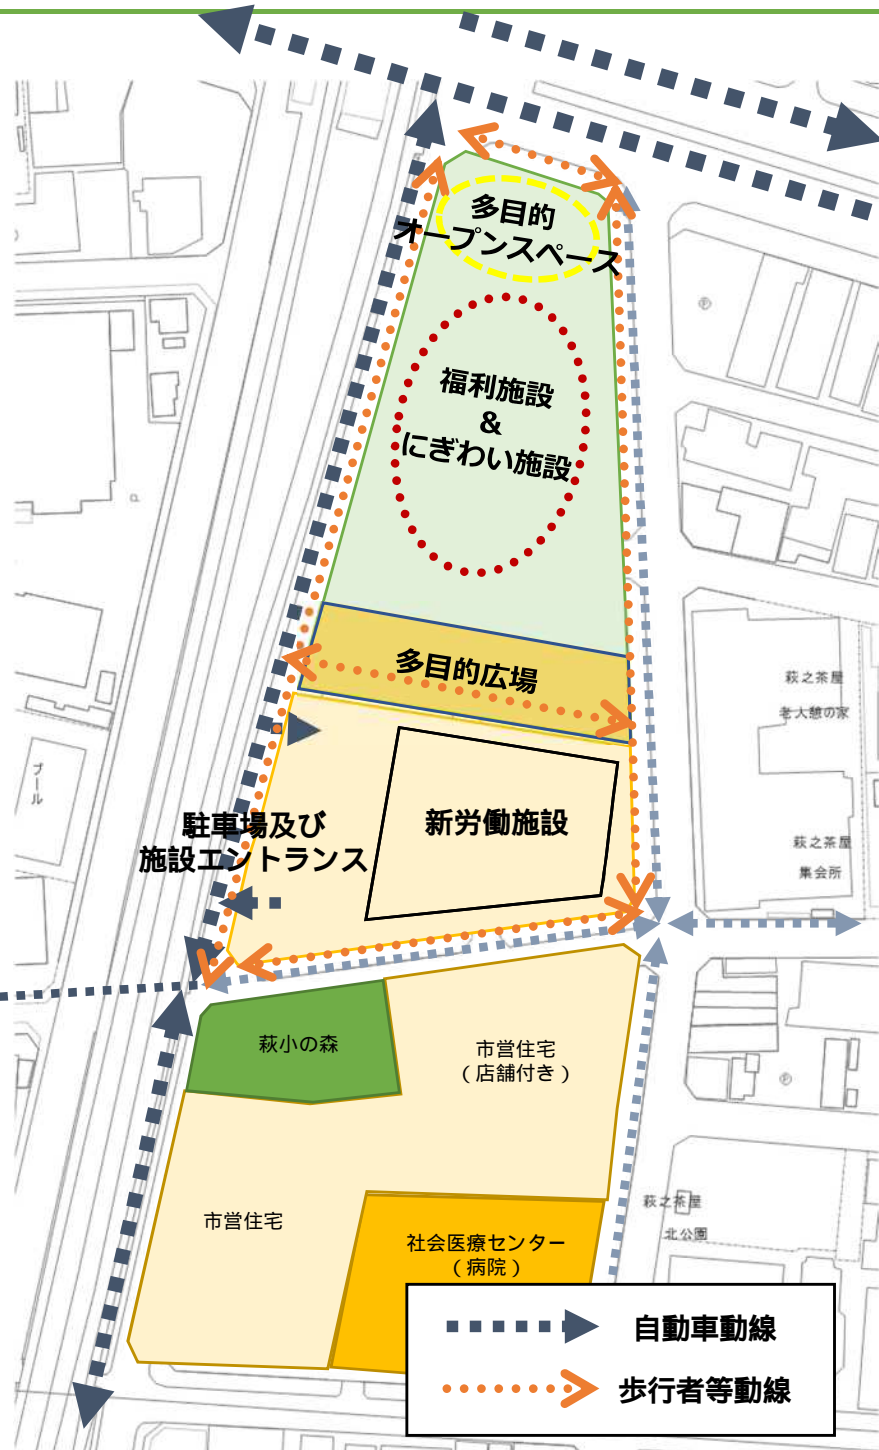 多目的
オープンスペース
福利施設
&
にぎわい施設
多目的広場
萩之茶屋
老人憩の家
プール
駐車場及び
施設エントランス
新労働施設
萩之茶屋
集会所
萩小の森
市営住宅
(店舗付き)
市営住宅
萩之茶屋
北公園
社会医療センター
(病院)
自動車動線
歩行者等動線